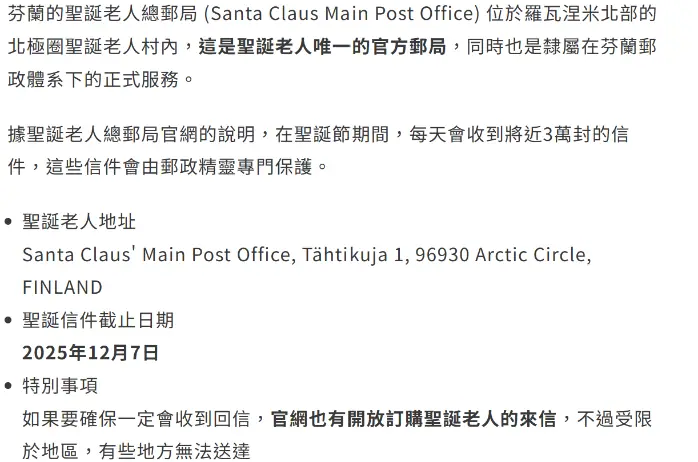 芬蘭的聖誕老人總郵局 (Santa Claus Main Post Office) 位於羅瓦涅米北部的
北極圈聖誕老人村內，這是聖誕老人唯一的官方郵局，同時也是隸屬在芬蘭郵
政體系下的正式服務。
據聖誕老人總郵局官網的說明，在聖誕節期間，每天會收到將近3萬封的信
件，這些信件會由郵政精靈專門保護。
• 聖誕老人地址
Santa Claus' Main Post Office, Tähtikuja 1, 96930 Arctic Circle,
FINLAND
• 聖誕信件截止日期
2025年12月7日
• 特別事項
如果要確保一定會收到回信，官網也有開放訂購聖誕老人的來信，不過受限
於地區，有些地方無法送達